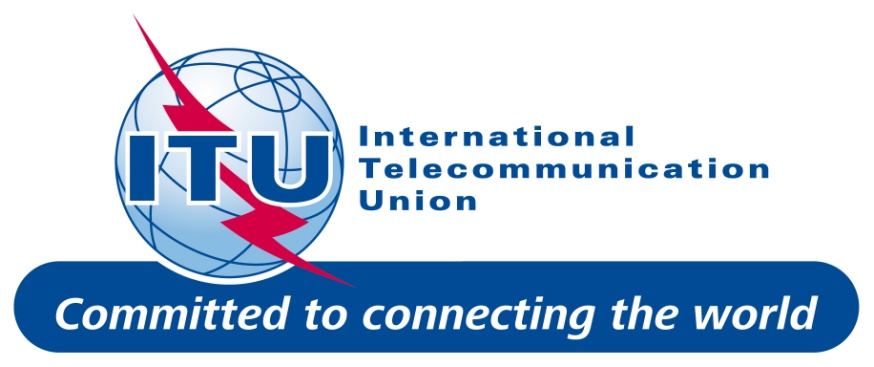 ITU
International
Telecommunication
Union
Committed to connecting the world